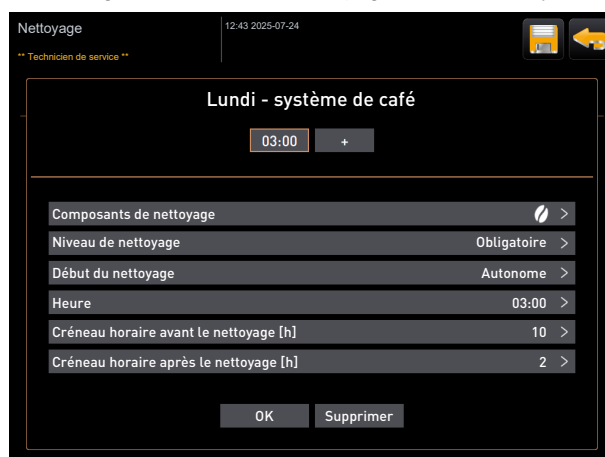 Nettoyage
12:43 2025-07-24
** Technicien de service **
Lundi - système de café
03:00 +
Composants de nettoyage >
Niveau de nettoyage Obligatoire >
Début du nettoyage Autonome >
Heure 03:00 >
Créneau horaire avant le nettoyage [h] 10 >
Créneau horaire après le nettoyage [h] 2 >
OK Supprimer